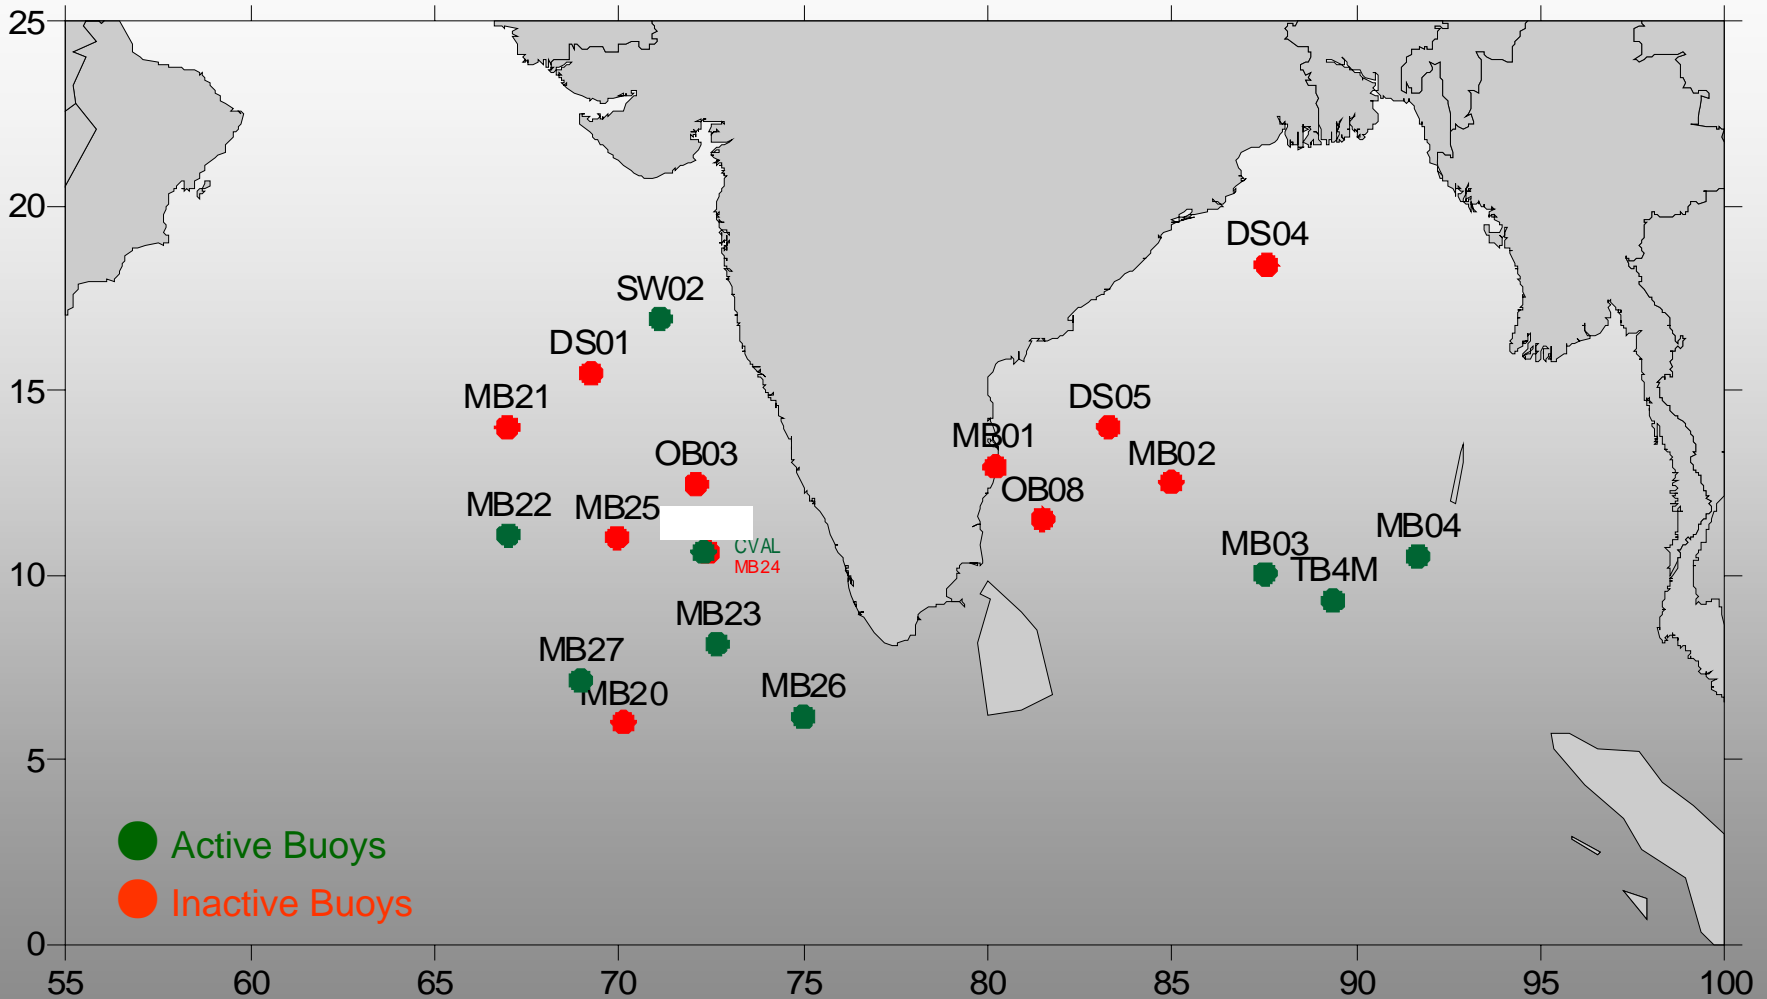 25
20
DS04
SW02
DS01
15
MB21
DS05
MB01
OB03
MB02
OB08
MB22
MB25
MB04
MB03
CVAL
MB24
TB4M
10
MB23
MB27
MB20
MB26
5
Active Buoys
Inactive Buoys
0
55 60 65 70 75 80 85 90 95 100